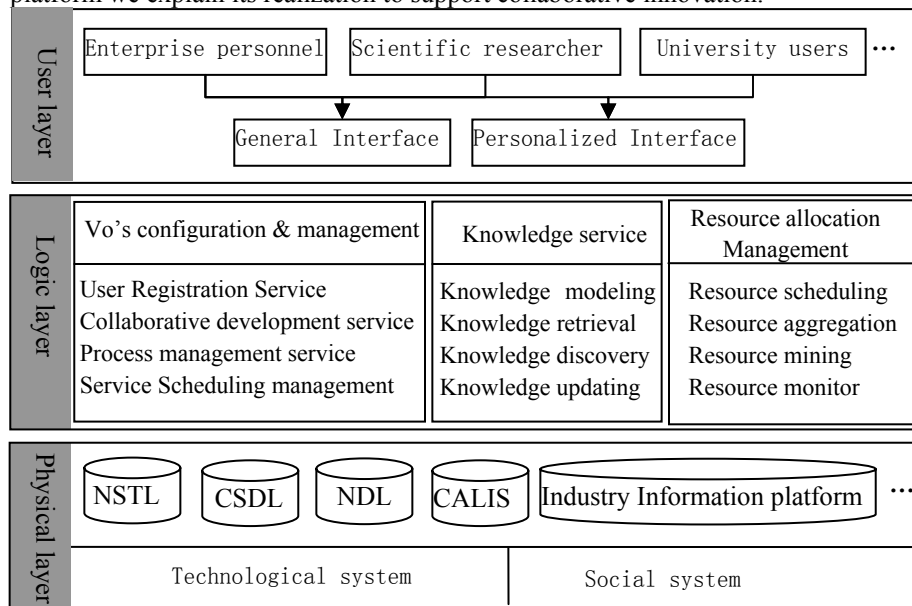 platform we explain its realization to support collaborative innovation.
User layer
Enterprise personnel
Scientific researcher
University users
...
General Interface
Personalized Interface
Logic layer
Vo's configuration & management
User Registration Service
Collaborative development service
Process management service
Service Scheduling management
Knowledge service
Knowledge modeling
Knowledge retrieval
Knowledge discovery
Knowledge updating
Resource allocation
Management
Resource scheduling
Resource aggregation
Resource mining
Resource monitor
Physical layer
NSTL
CSDL
NDL
CALIS
Industry Information platform
...
Technological system
Social system